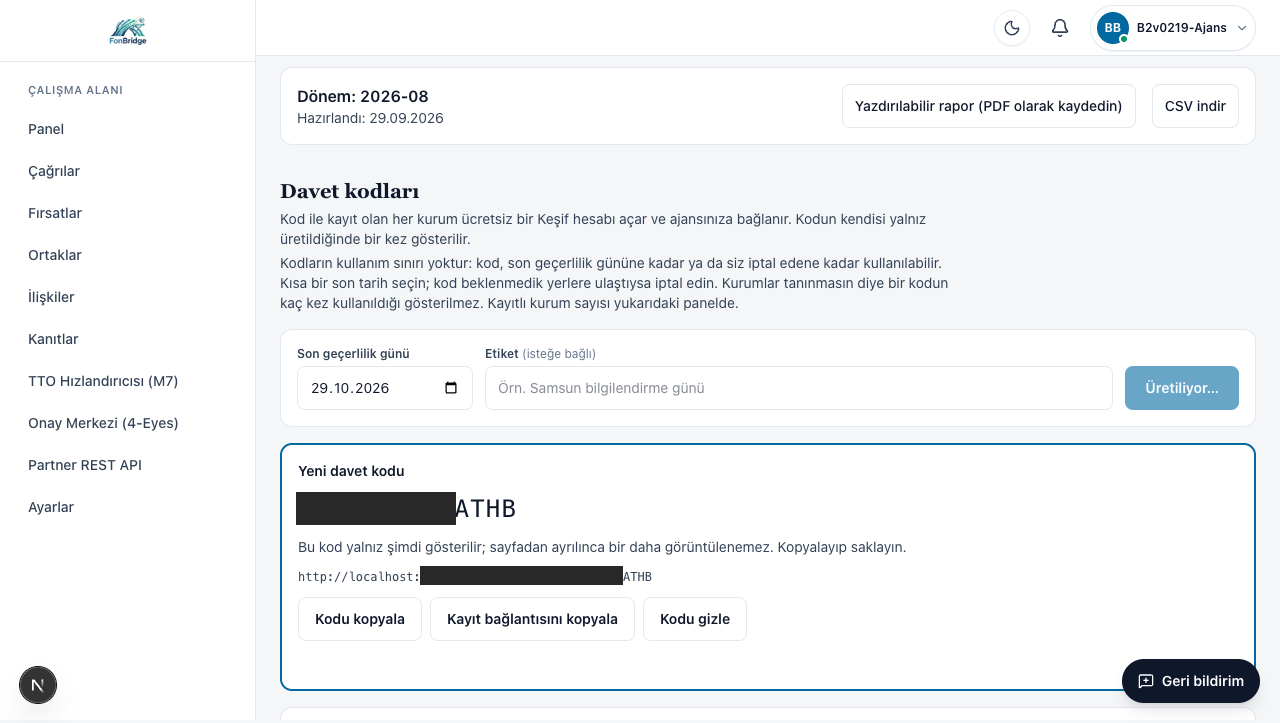 FonBridge
BB
B2v0219-Ajans
ÇALIŞMA ALANI
Panel
Çağrılar
Fırsatlar
Ortaklar
İlişkiler
Kanıtlar
TTO Hızlandırıcısı (M7)
Onay Merkezi (4-Eyes)
Partner REST API
Ayarlar
N
Dönem: 2026-08
Hazırlandı: 29.09.2026
Yazdırılabilir rapor (PDF olarak kaydedin)
CSV indir
Davet kodları
Kod ile kayıt olan her kurum ücretsiz bir Keşif hesabı açar ve ajansınıza bağlanır. Kodun kendisi yalnız
üretildiğinde bir kez gösterilir.
Kodların kullanım sınırı yoktur: kod, son geçerlilik gününe kadar ya da siz iptal edene kadar kullanılabilir.
Kısa bir son tarih seçin; kod beklenmedik yerlere ulaştıysa iptal edin. Kurumlar tanınmasın diye bir kodun
kaç kez kullanıldığı gösterilmez. Kayıtlı kurum sayısı yukarıdaki panelde.
Son geçerlilik günü
29.10.2026
Etiket (isteğe bağlı)
Örn. Samsun bilgilendirme günü
Üretiliyor...
Yeni davet kodu
ATHB
Bu kod yalnız şimdi gösterilir; sayfadan ayrılınca bir daha görüntülenemez. Kopyalayıp saklayın.
http://localhost: ATHB
Kodu kopyala
Kayıt bağlantısını kopyala
Kodu gizle
Geri bildirim